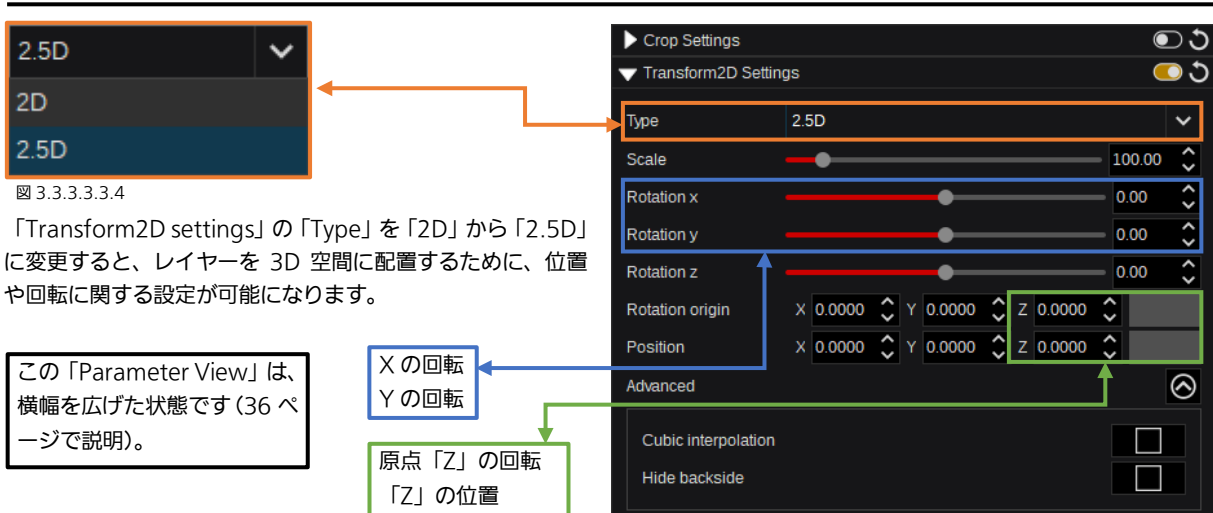 2.5D
2D
2.5D
図 3.3.3.3.3.4
「Transform2D settings」の「Type」を「2D」から「2.5D」
に変更すると、レイヤーを 3D 空間に配置するために、位置
や回転に関する設定が可能になります。
この「Parameter View」は、
横幅を広げた状態です(36 ペ
ージで説明)。
X の回転
Y の回転
原点「Z」の回転
「Z」の位置
Crop Settings
Transform2D Settings
Type 2.5D
Scale 100.00
Rotation x 0.00
Rotation y 0.00
Rotation z 0.00
Rotation origin X 0.0000 Y 0.0000 Z 0.0000
Position X 0.0000 Y 0.0000 Z 0.0000
Advanced
Cubic interpolation
Hide backside